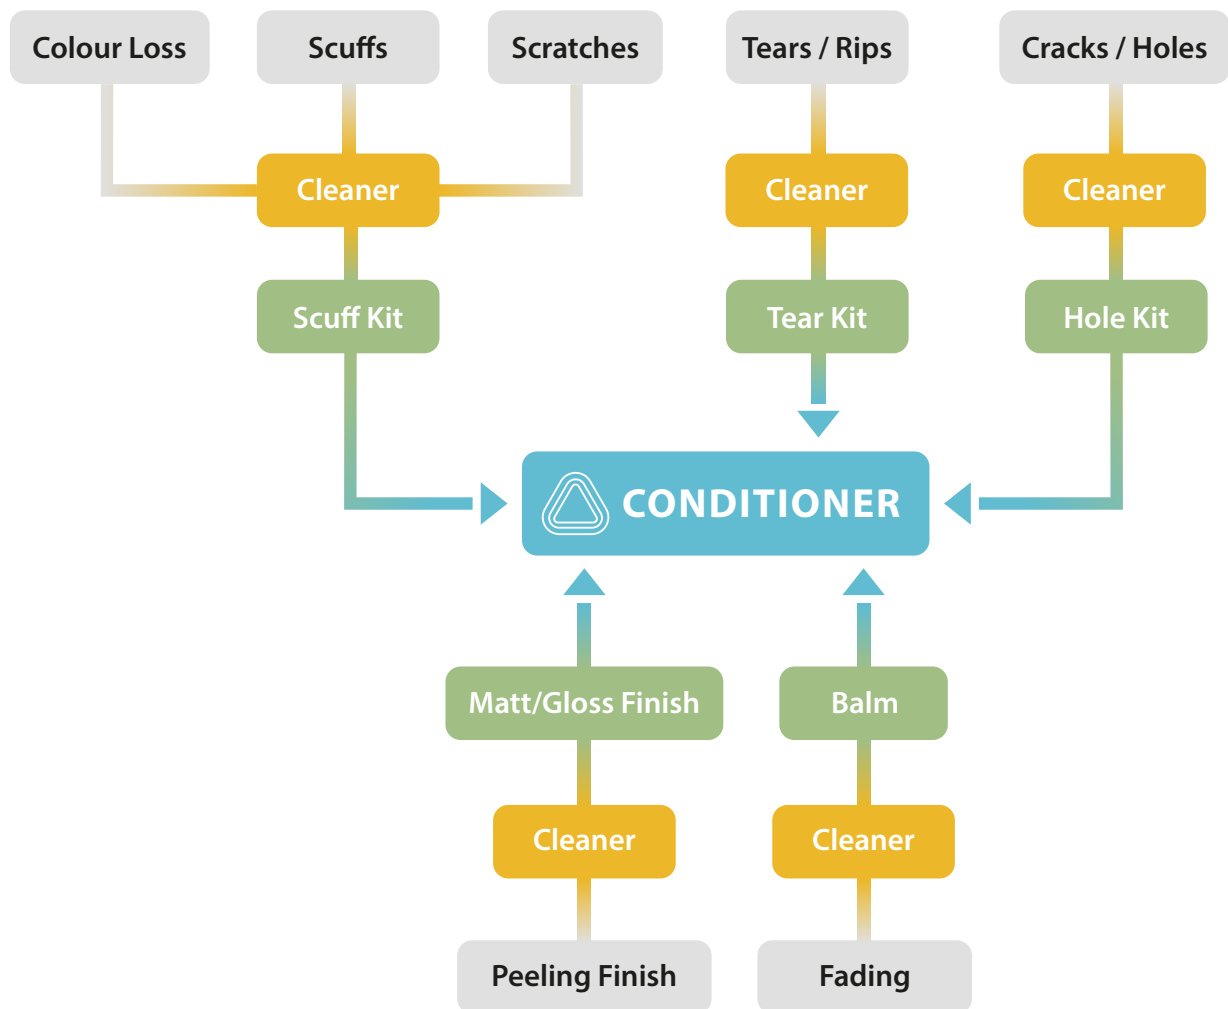 Colour Loss
Scuffs
Scratches
Tears / Rips
Cracks / Holes
Cleaner
Cleaner
Cleaner
Scuff Kit
Tear Kit
Hole Kit
CONDITIONER
Matt/Gloss Finish
Balm
Cleaner
Cleaner
Peeling Finish
Fading